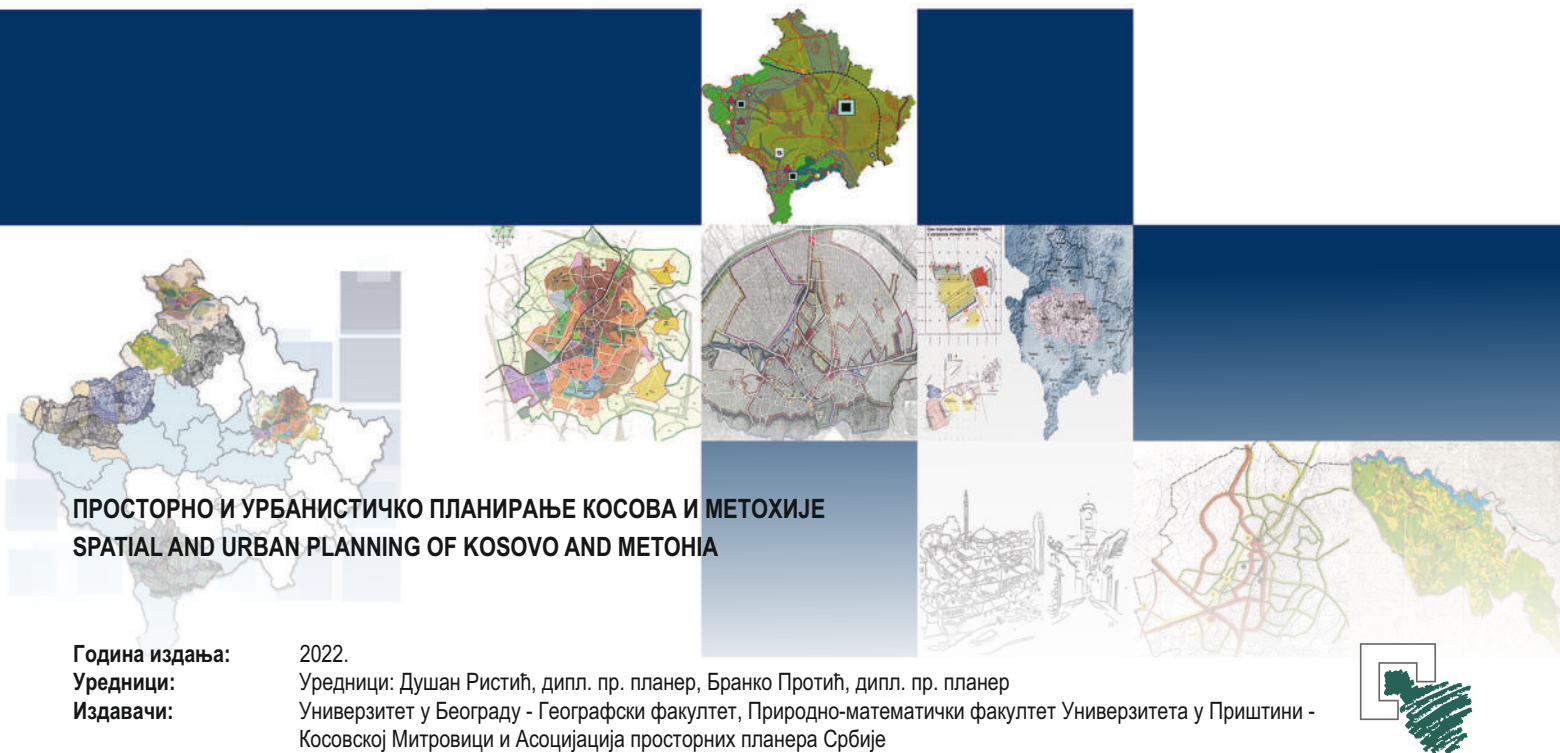 ПРОСТОРНО И УРБАНИСТИЧКО ПЛАНИРАЊЕ КОСОВА И МЕТОХИЈЕ
SPATIAL AND URBAN PLANNING OF KOSOVO AND METOHIA
Година издања: 2022.
Уредници: Уредници: Душан Ристић, дипл. пр. планер, Бранко Протић, дипл. пр. планер
Издавачи: Универзитет у Београду - Географски факултет, Природно-математички факултет Универзитета у Приштини -
Косовској Митровици и Асоцијација просторних планера Србије